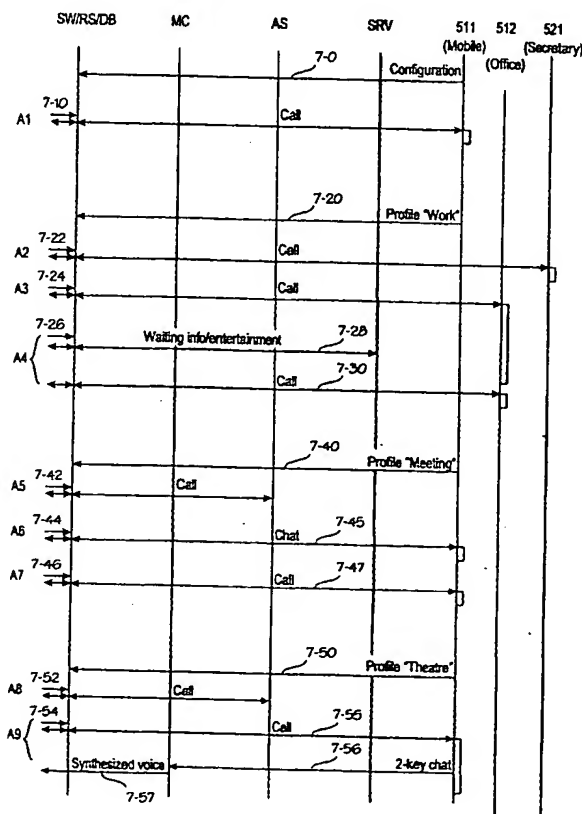 SW/RS/DB MC AS SRV 511 512 521
(Mobile) (Secretary)
(Office)
7-0
Configuration
7-10
A1 Call
7-20
Profile "Work"
7-22
A2 Call
7-24
A3 Call
7-26
Waiting info/entertainment 7-28
A4
Call 7-30
7-40
Profile "Meeting"
7-42
A5 Call
7-44 7-45
A6 Chat
7-46 7-47
A7 Call
7-50
Profile "Theatre"
7-52
A8 Call
7-54 7-55
A9 Call
7-56
Synthesized voice 2-key chat
7-57